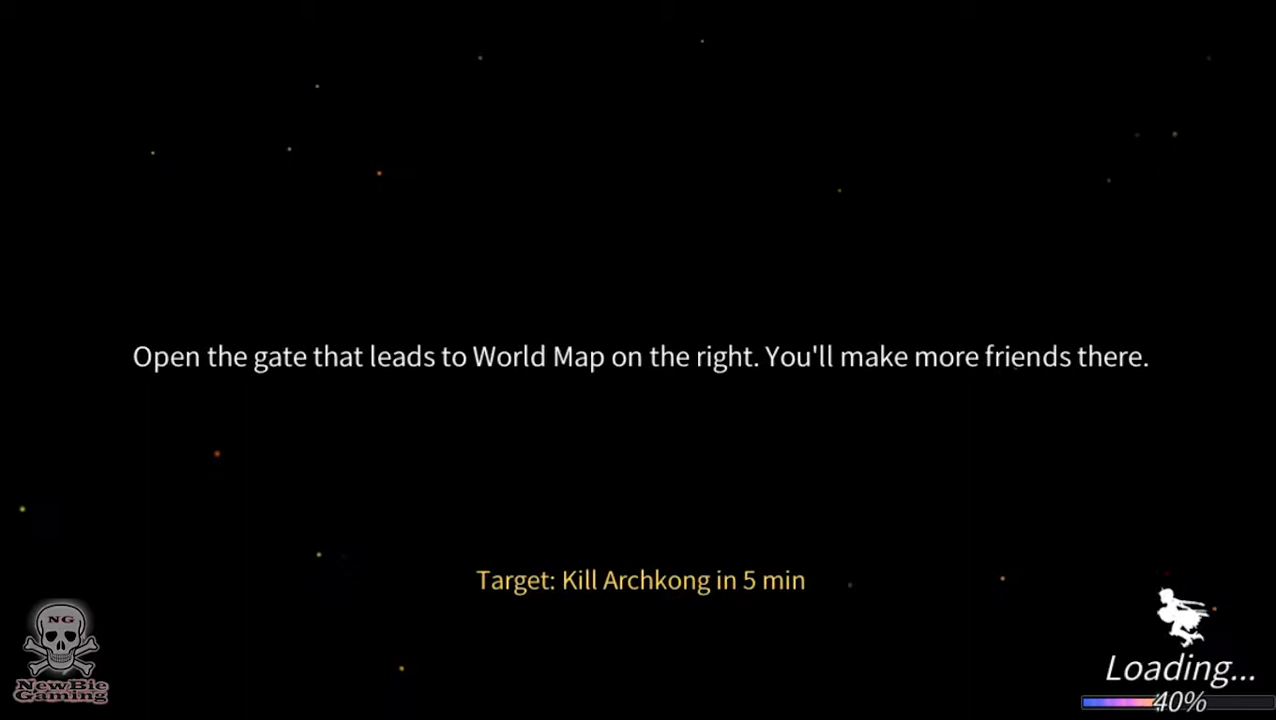 Open the gate that leads to World Map on the right. You'll make more friends there.
Target: Kill Archkong in 5 min
NG
NewBie
Gaming
Loading...
40%